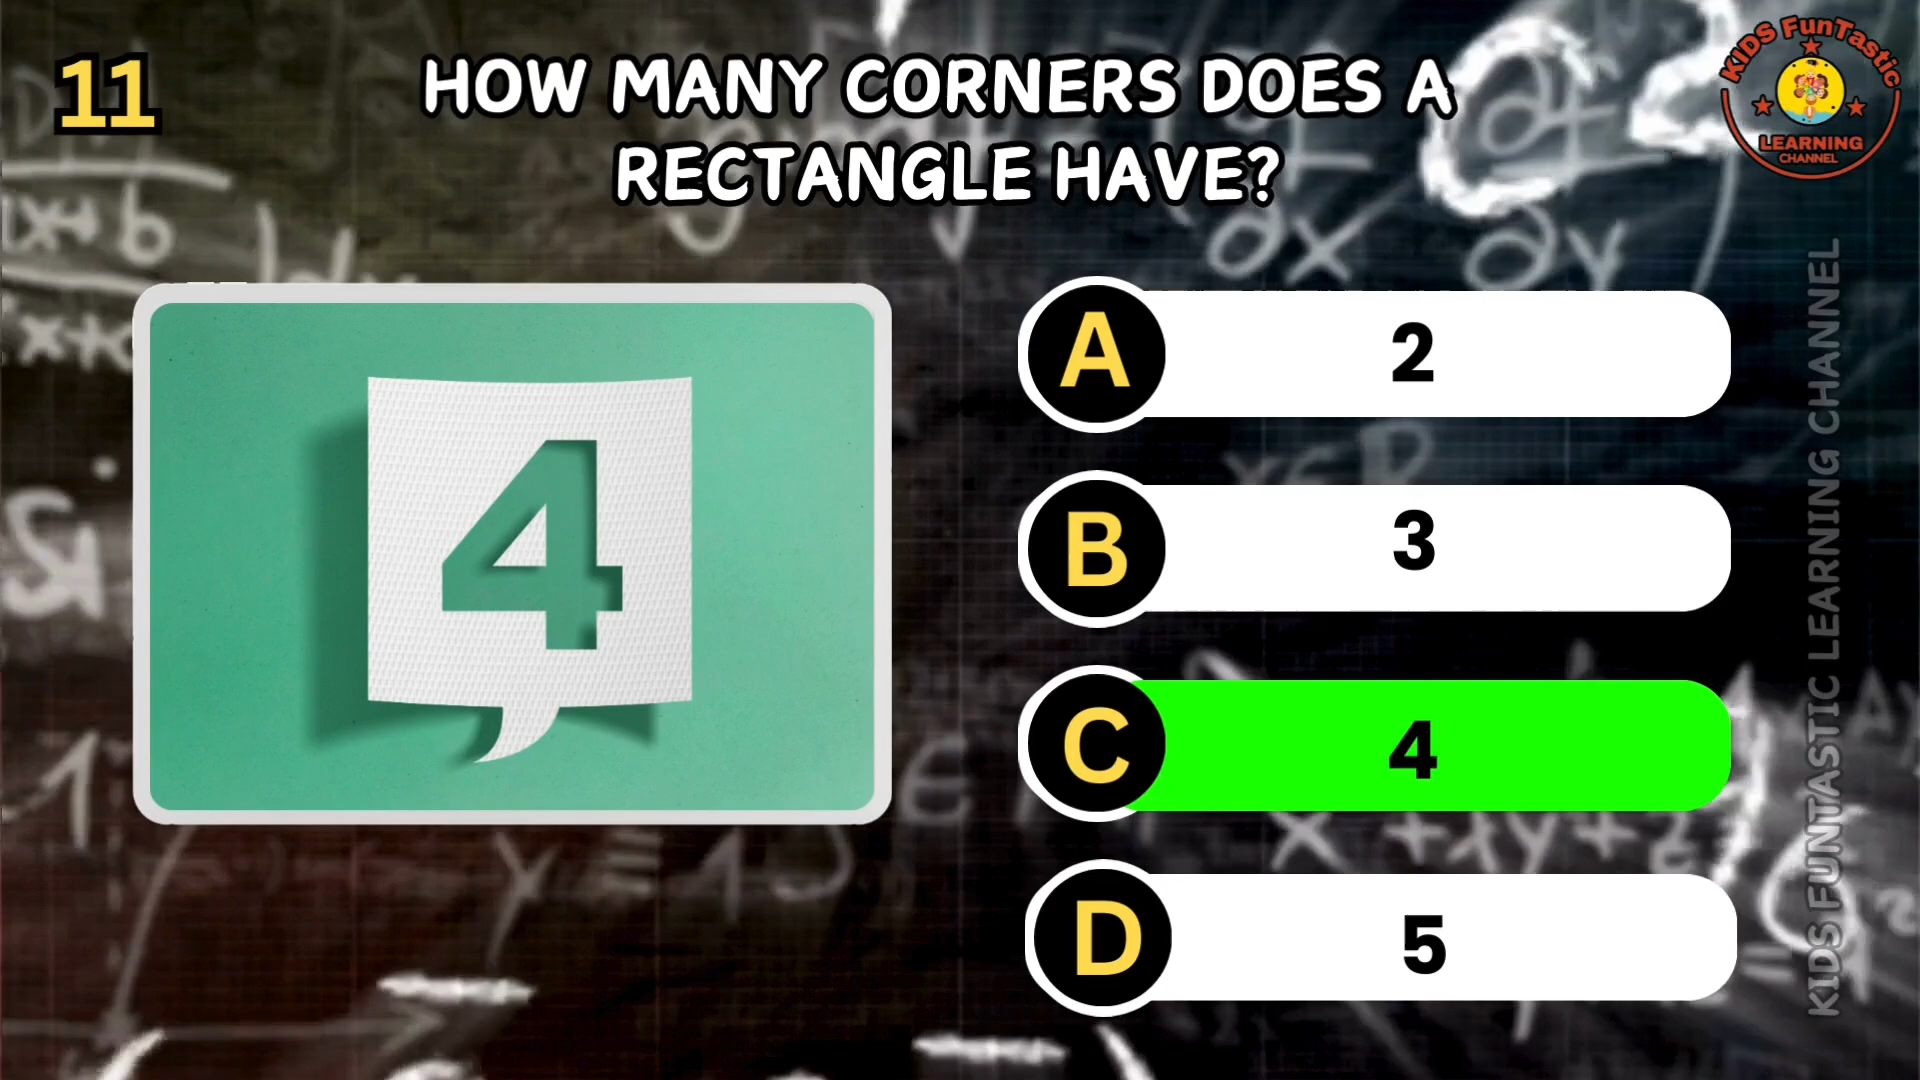 11
HOW MANY CORNERS DOES A
RECTANGLE HAVE?
KIDS FunTastic
LEARNING
CHANNEL
4
A 2
B 3
C 4
D 5
KIDS FUNTASTIC LEARNING CHANNEL